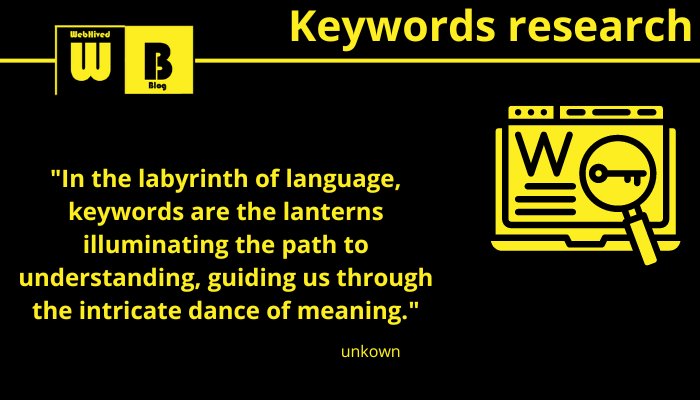 Keywords research
WebHived
W
B
Blog
W
"In the labyrinth of language,
keywords are the lanterns
illuminating the path to
understanding, guiding us through
the intricate dance of meaning."
unkown